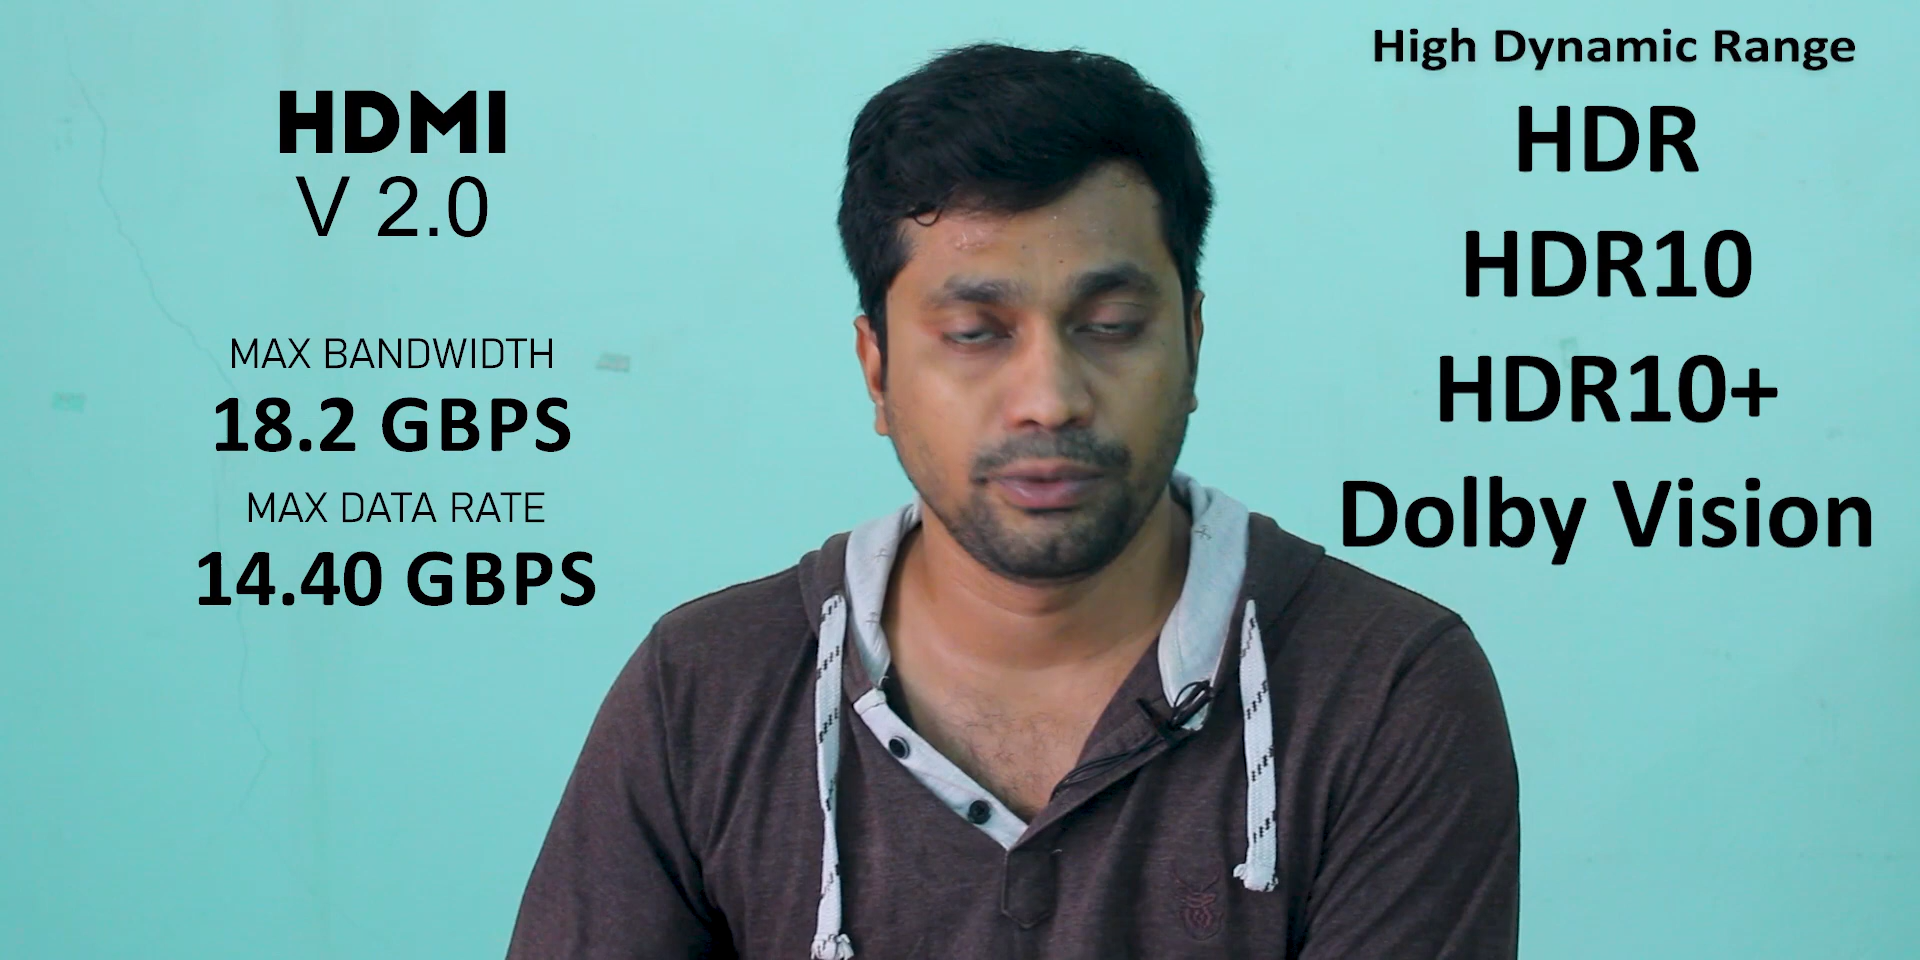 HDMI
V 2.0
MAX BANDWIDTH
18.2 GBPS
MAX DATA RATE
14.40 GBPS
High Dynamic Range
HDR
HDR10
HDR10+
Dolby Vision